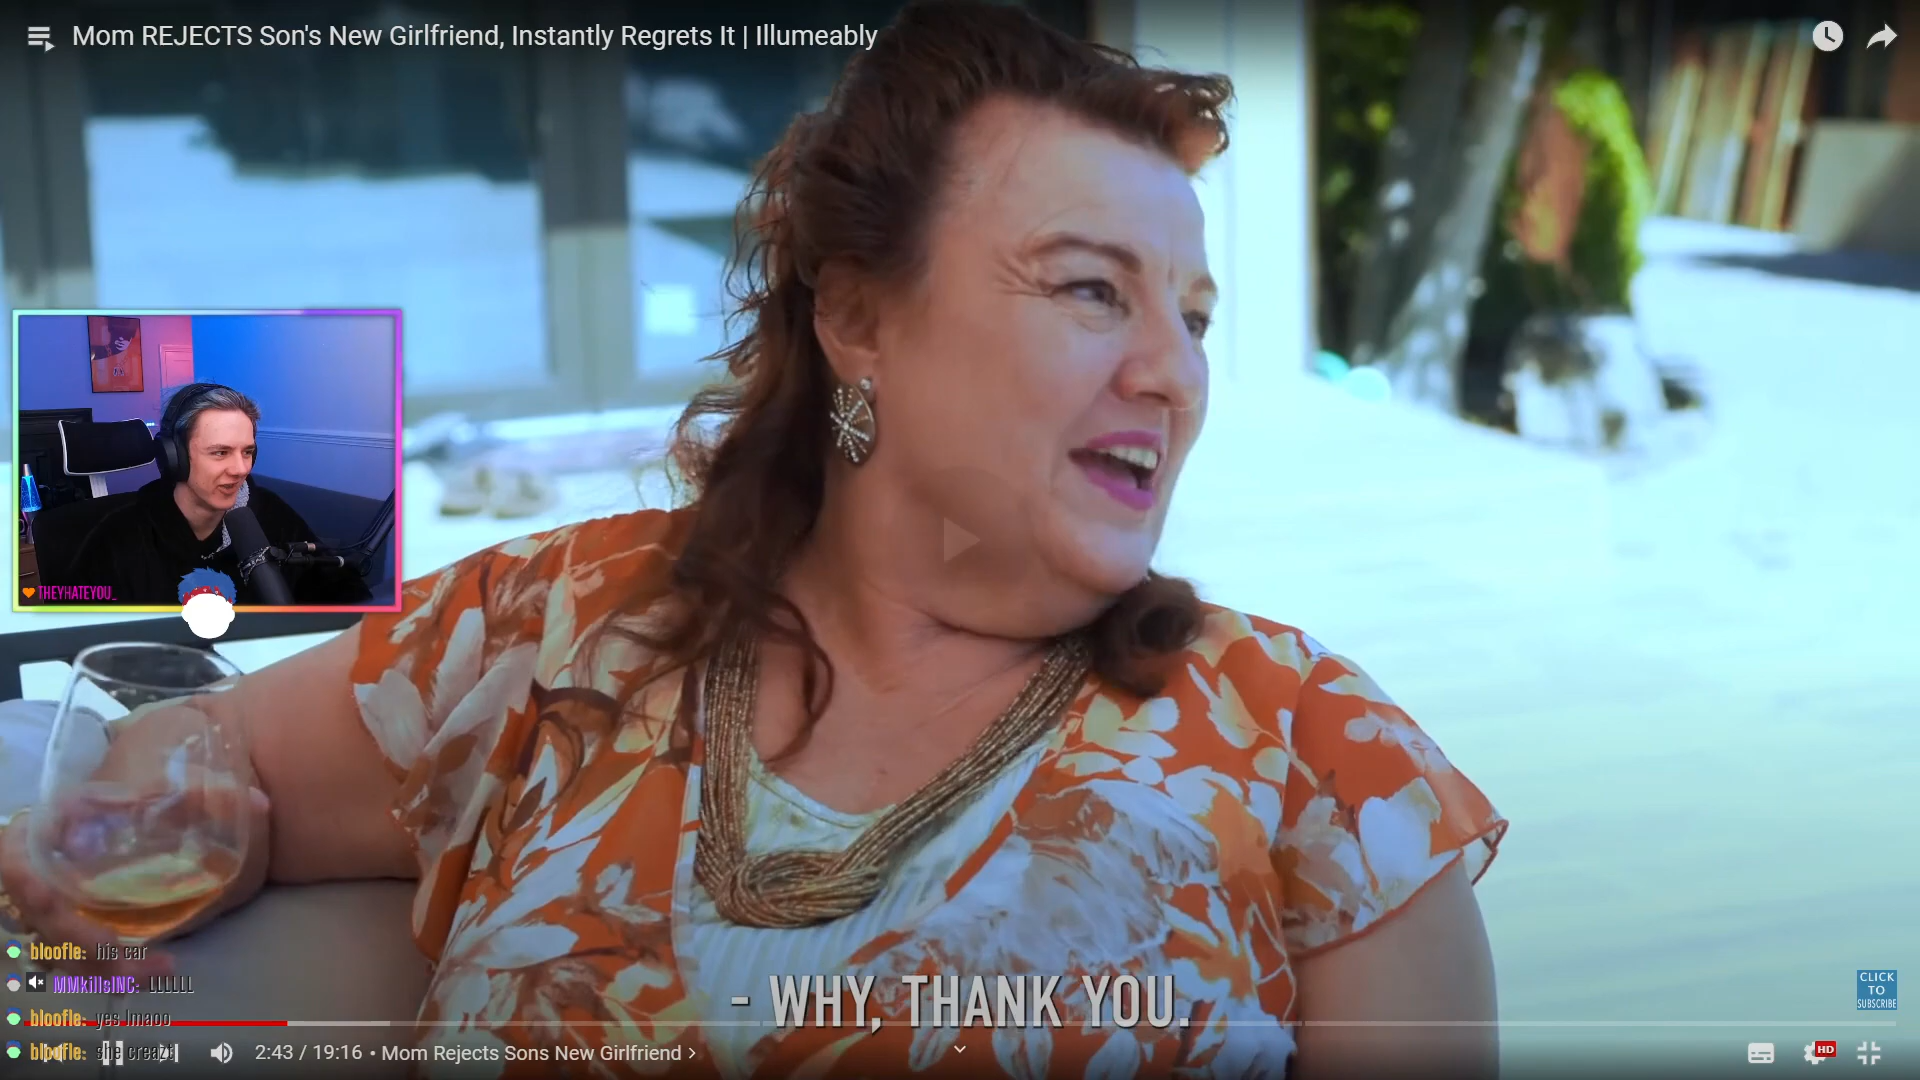 Mom REJECTS Son's New Girlfriend, Instantly Regrets It | Illumeably
THEYHATEYOU_
bloofle: his car
MMkillsINC: LLLLLL
bloofle: yes lmaoo
bloofle: she
- WHY, THANK YOU.
CLICK
TO
SUBSCRIBE
2:43 / 19:16 • Mom Rejects Sons New Girlfriend
HD